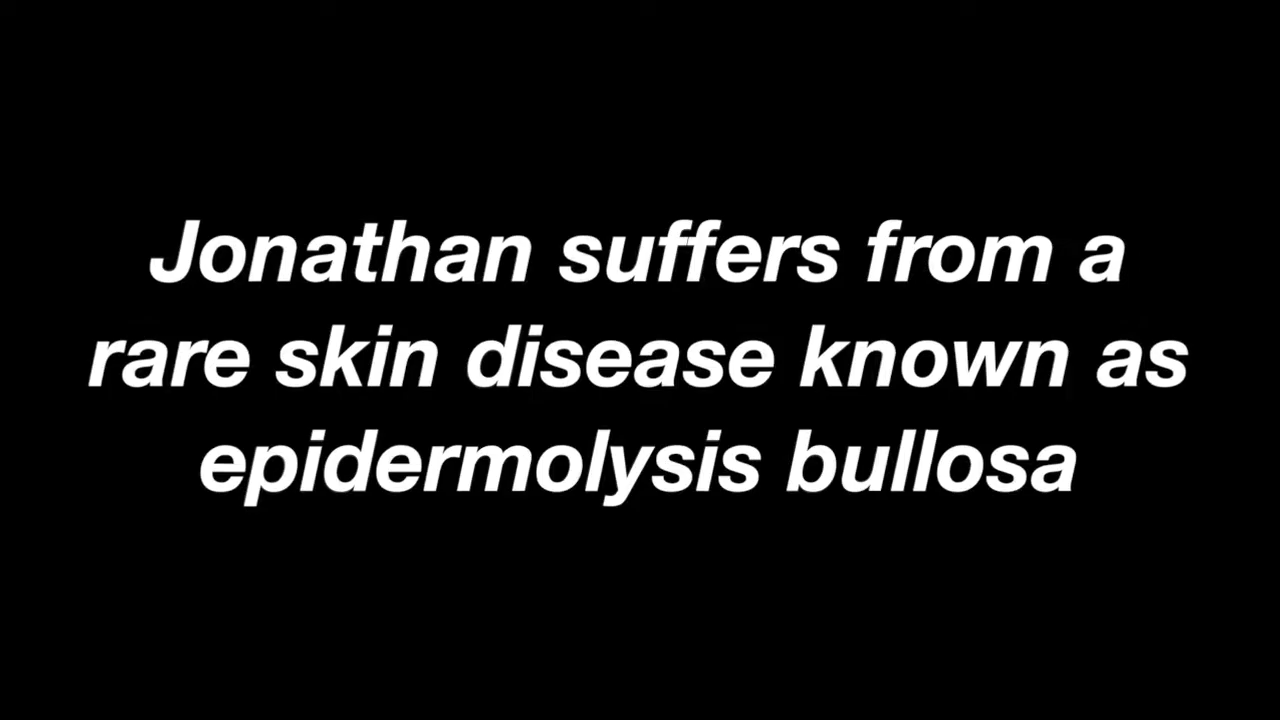 Jonathan suffers from a
rare skin disease known as
epidermolysis bullosa